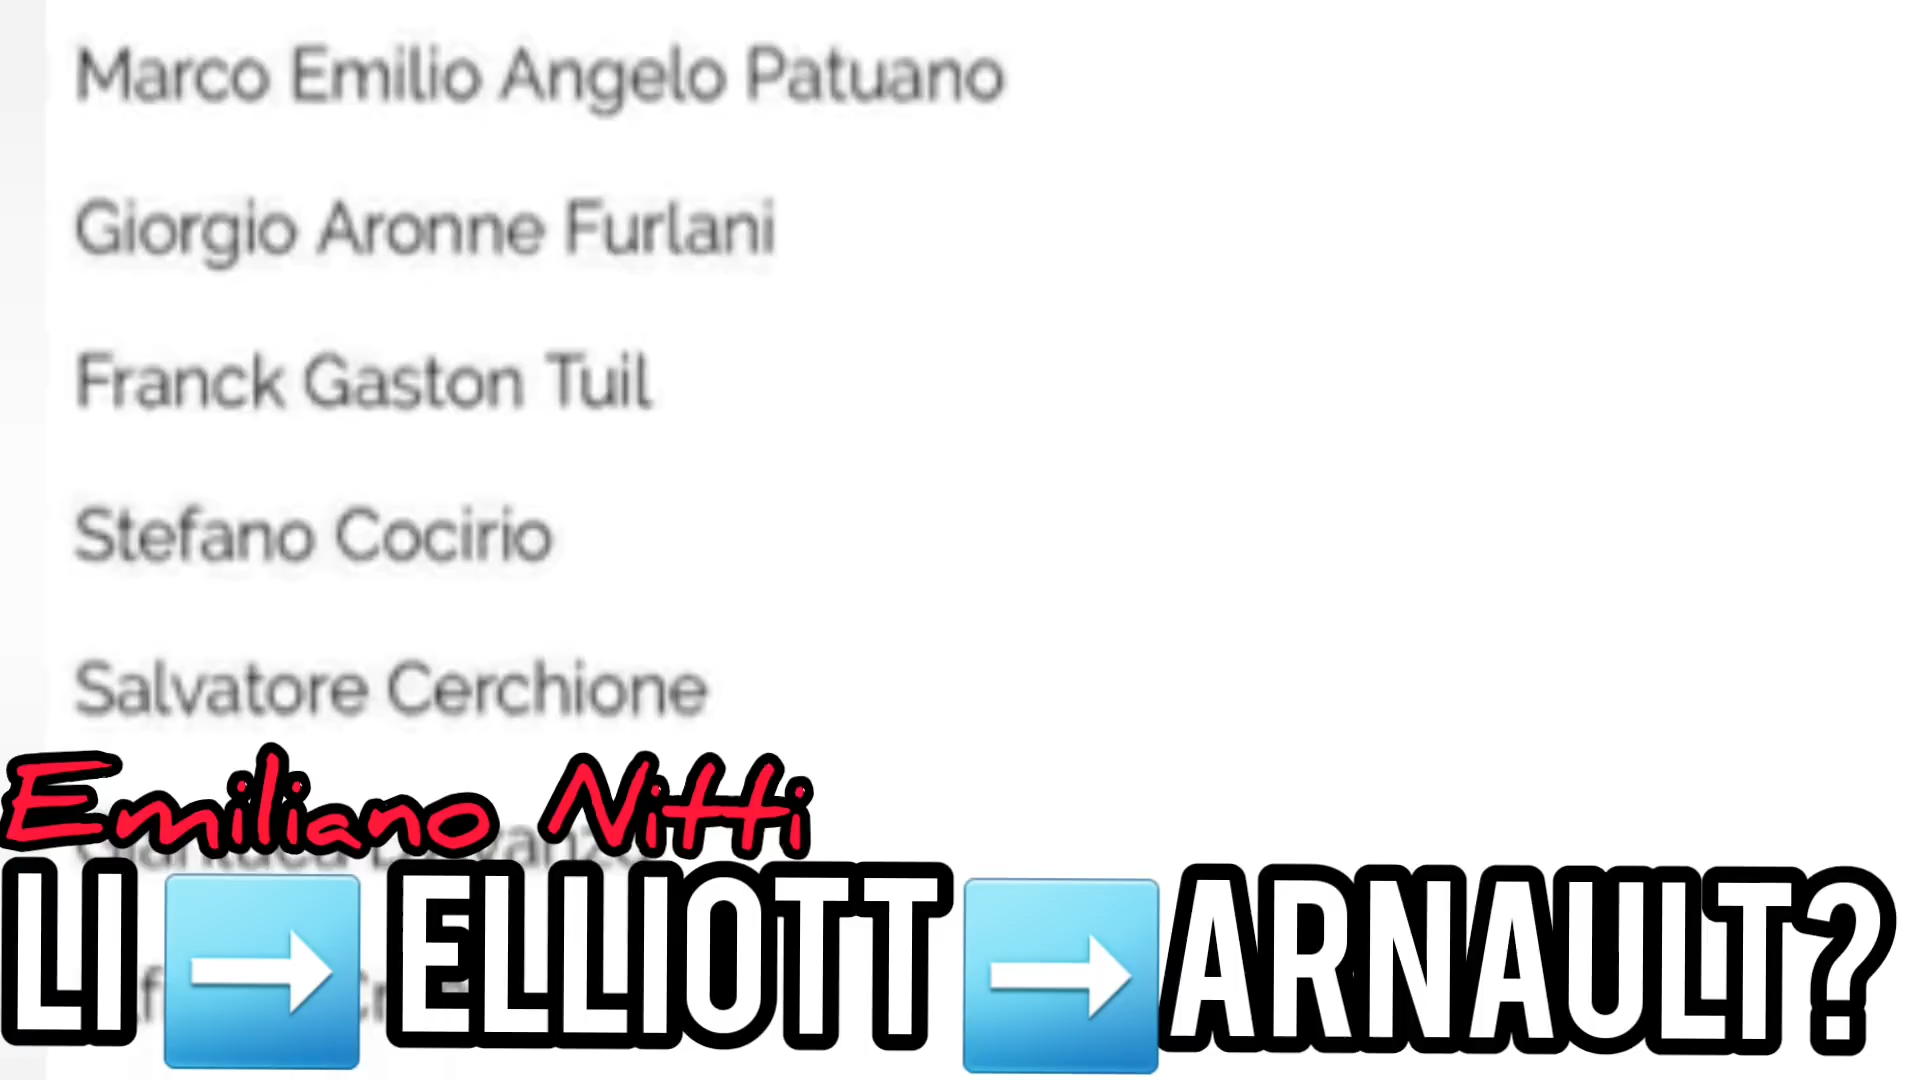 Marco Emilio Angelo Patuano
Giorgio Aronne Furlani
Franck Gaston Tuil
Stefano Cocirio
Salvatore Cerchione
Emiliano Nitti
LI ➡️ ELLIOTT ➡️ ARNAULT?